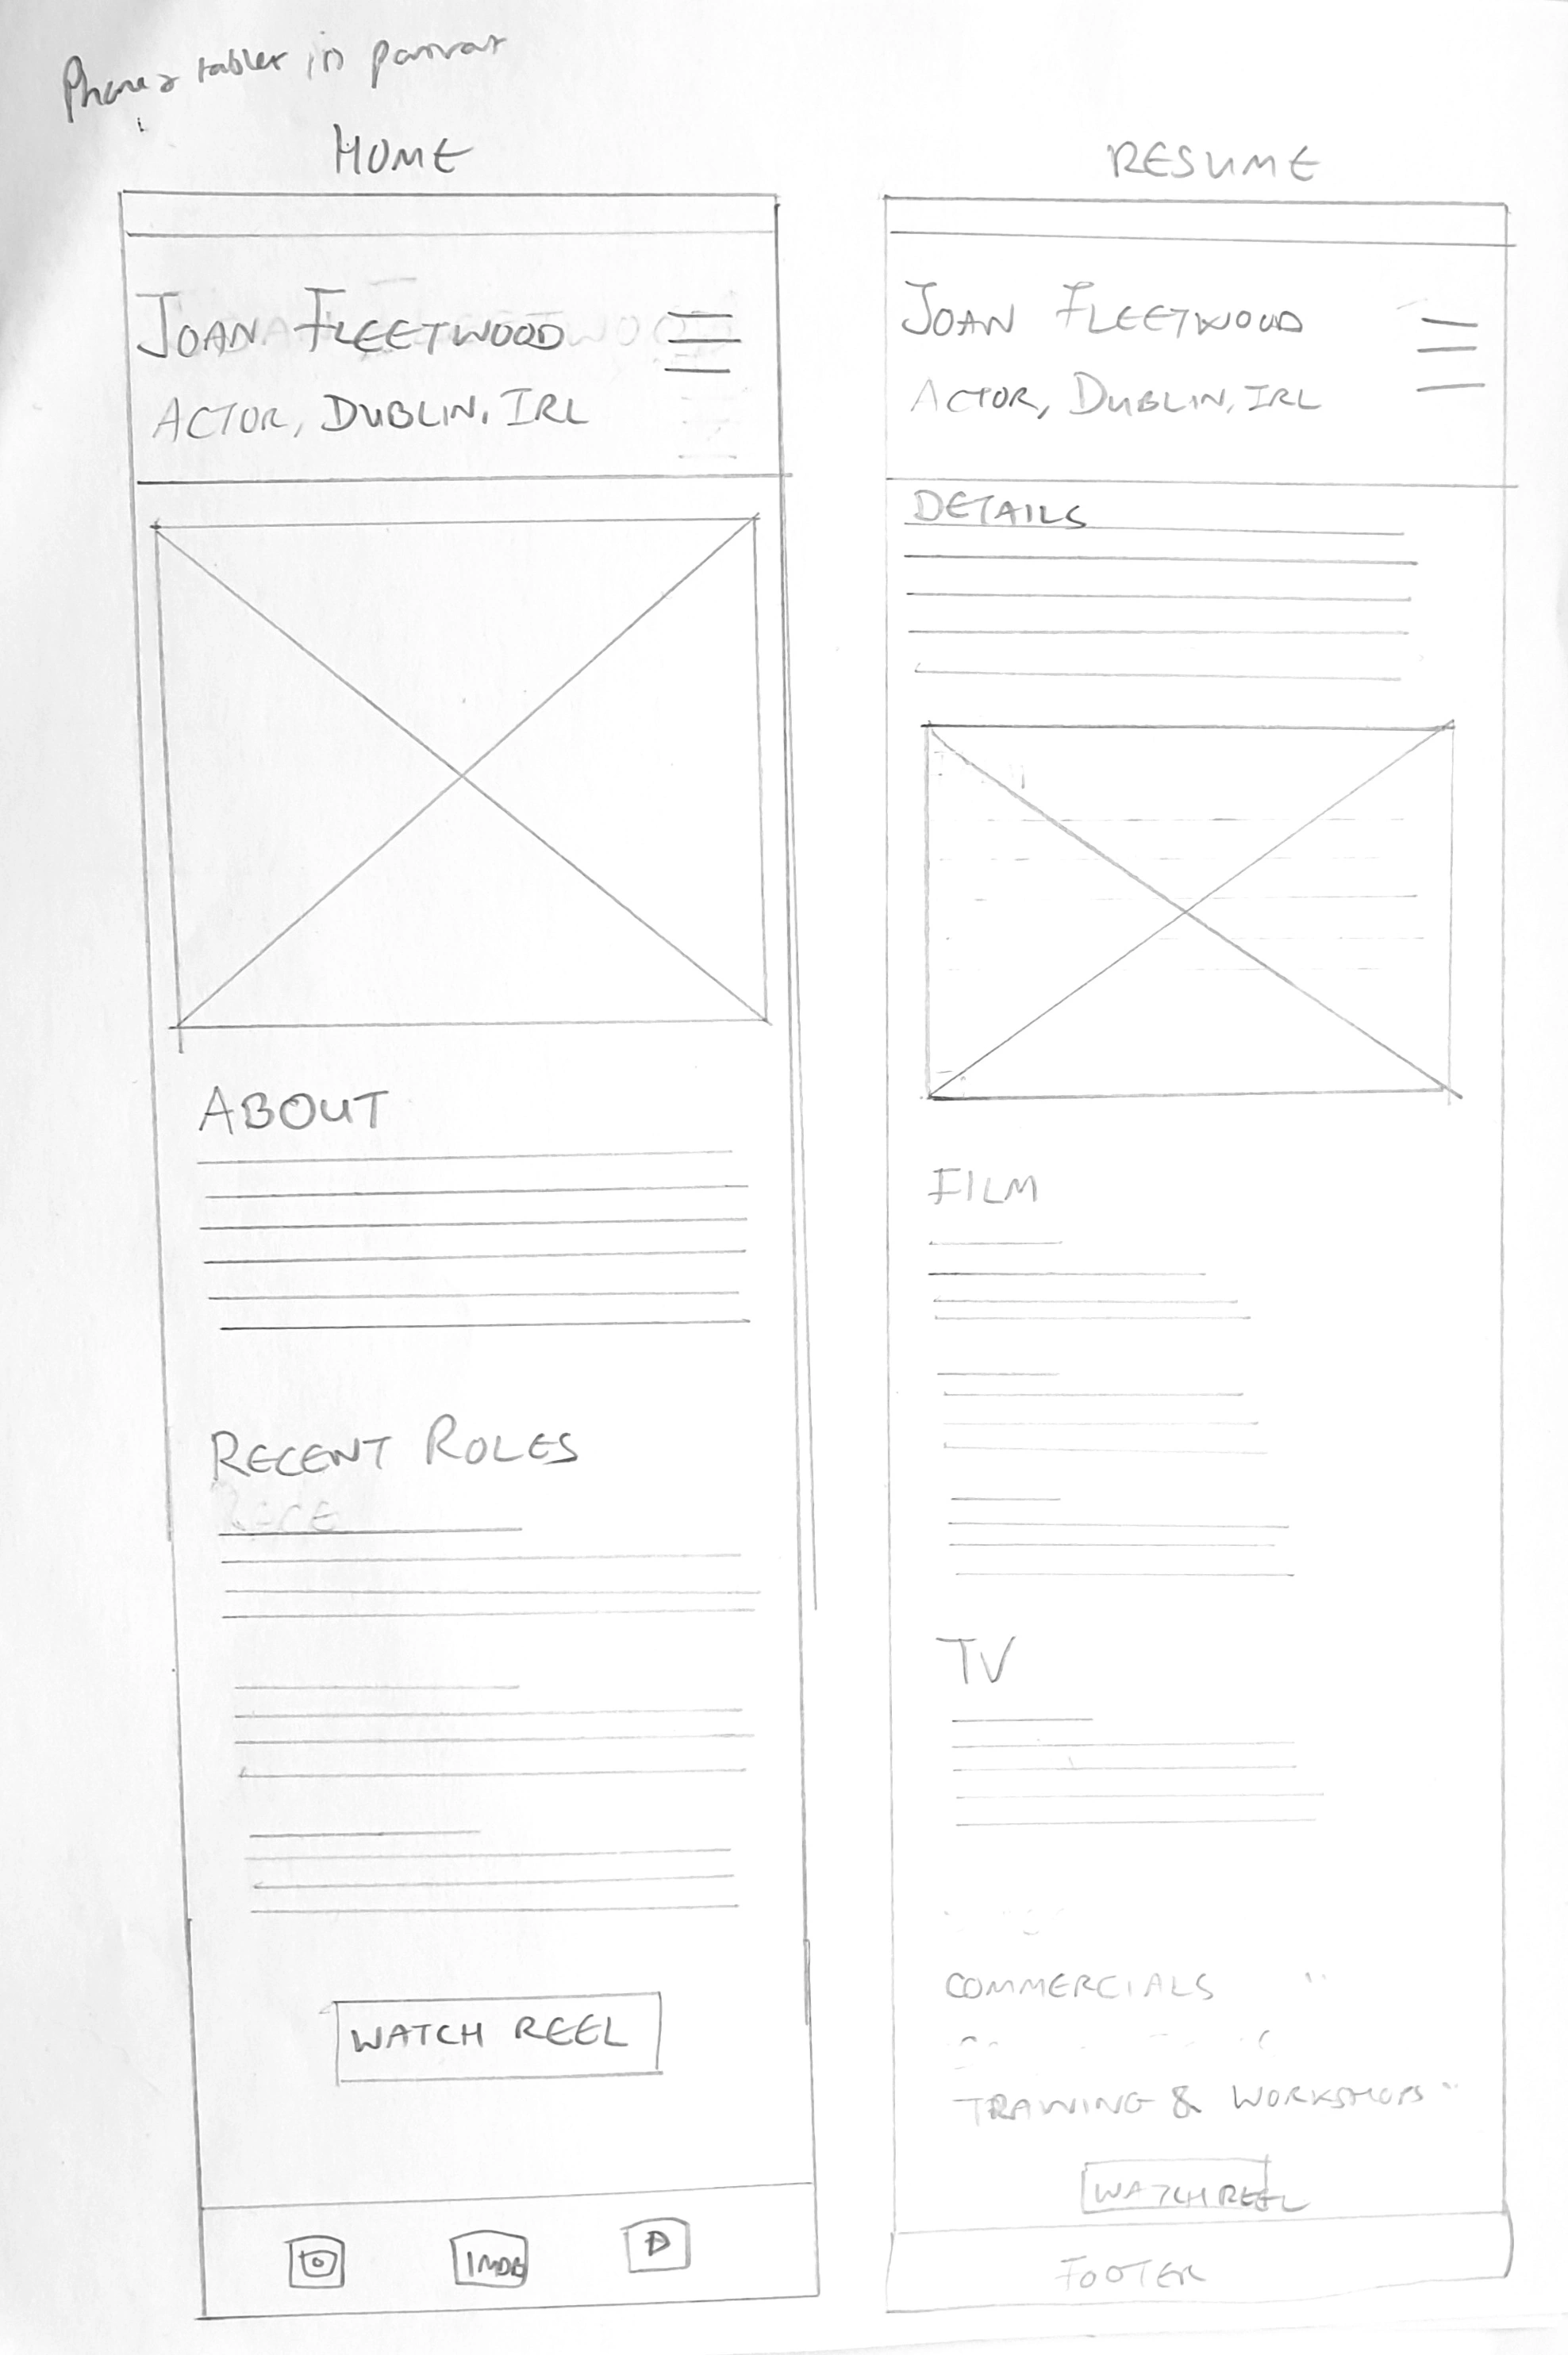 Phone & tablet in portrait
HOME
JOAN FLEETWOOD
ACTOR, DUBLIN, IRL
ABOUT
RECENT ROLES
RECE
WATCH REEL
IMDB
RESUME
JOAN FLEETWOOD
ACTOR, DUBLIN, IRL
DETAILS
FILM
TV
COMMERCIALS "
TRAINING & WORKSHOPS "
WATCH REEL
FOOTER